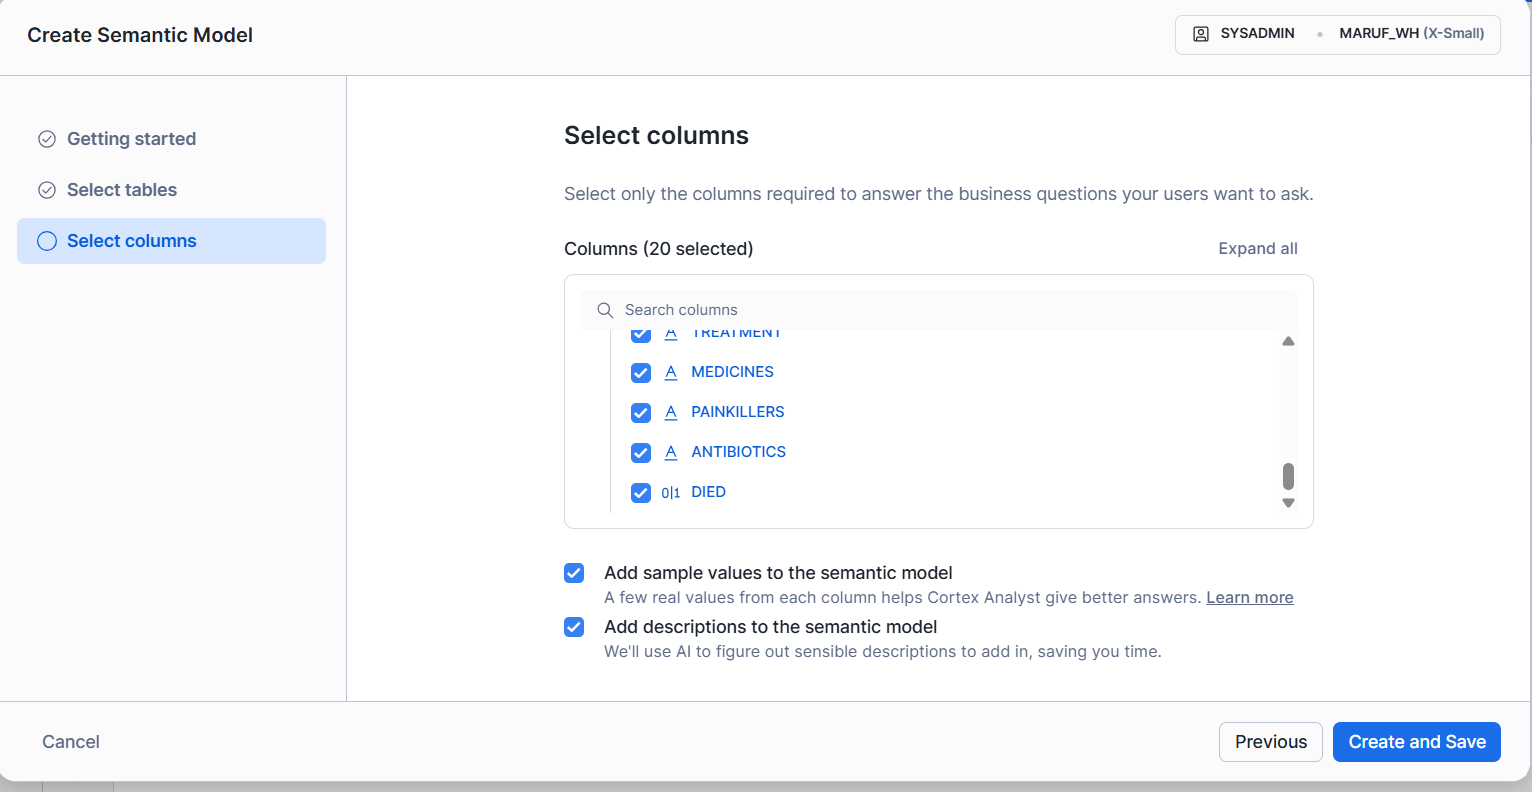 Create Semantic Model
SYSADMIN • MARUF_WH (X-Small)
Getting started
Select tables
Select columns
Select columns
Select only the columns required to answer the business questions your users want to ask.
Columns (20 selected)
Expand all
Search columns
TREATMENT
A MEDICINES
A PAINKILLERS
A ANTIBIOTICS
0|1 DIED
Add sample values to the semantic model
A few real values from each column helps Cortex Analyst give better answers. Learn more
Add descriptions to the semantic model
We'll use AI to figure out sensible descriptions to add in, saving you time.
Cancel
Previous
Create and Save